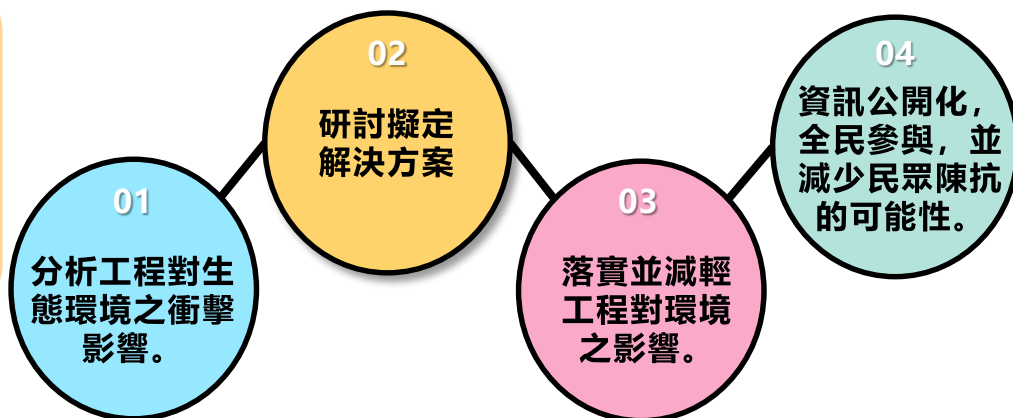 01
分析工程對生
態環境之衝擊
影響。
02
研討擬定
解決方案
03
落實並減輕
工程對環境
之影響。
04
資訊公開化，
全民參與，並
減少民眾陳抗
的可能性。